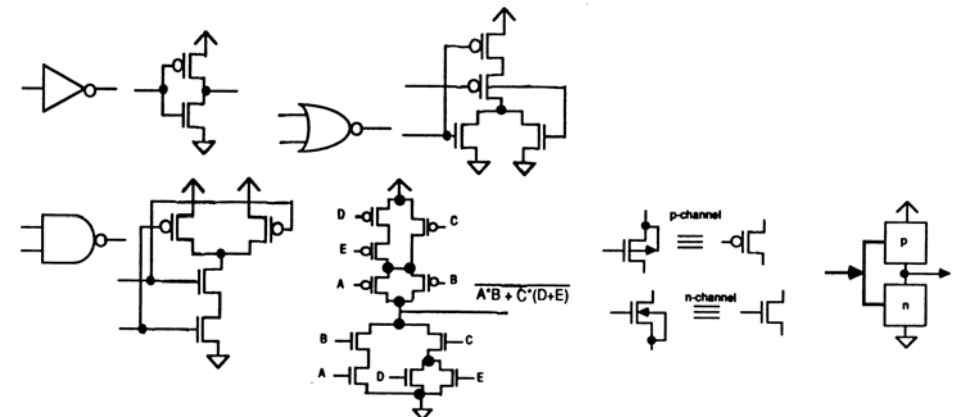 D
C
E
A
B
A*B + C*(D+E)
B
C
A
D
E
p-channel
n-channel
p
n